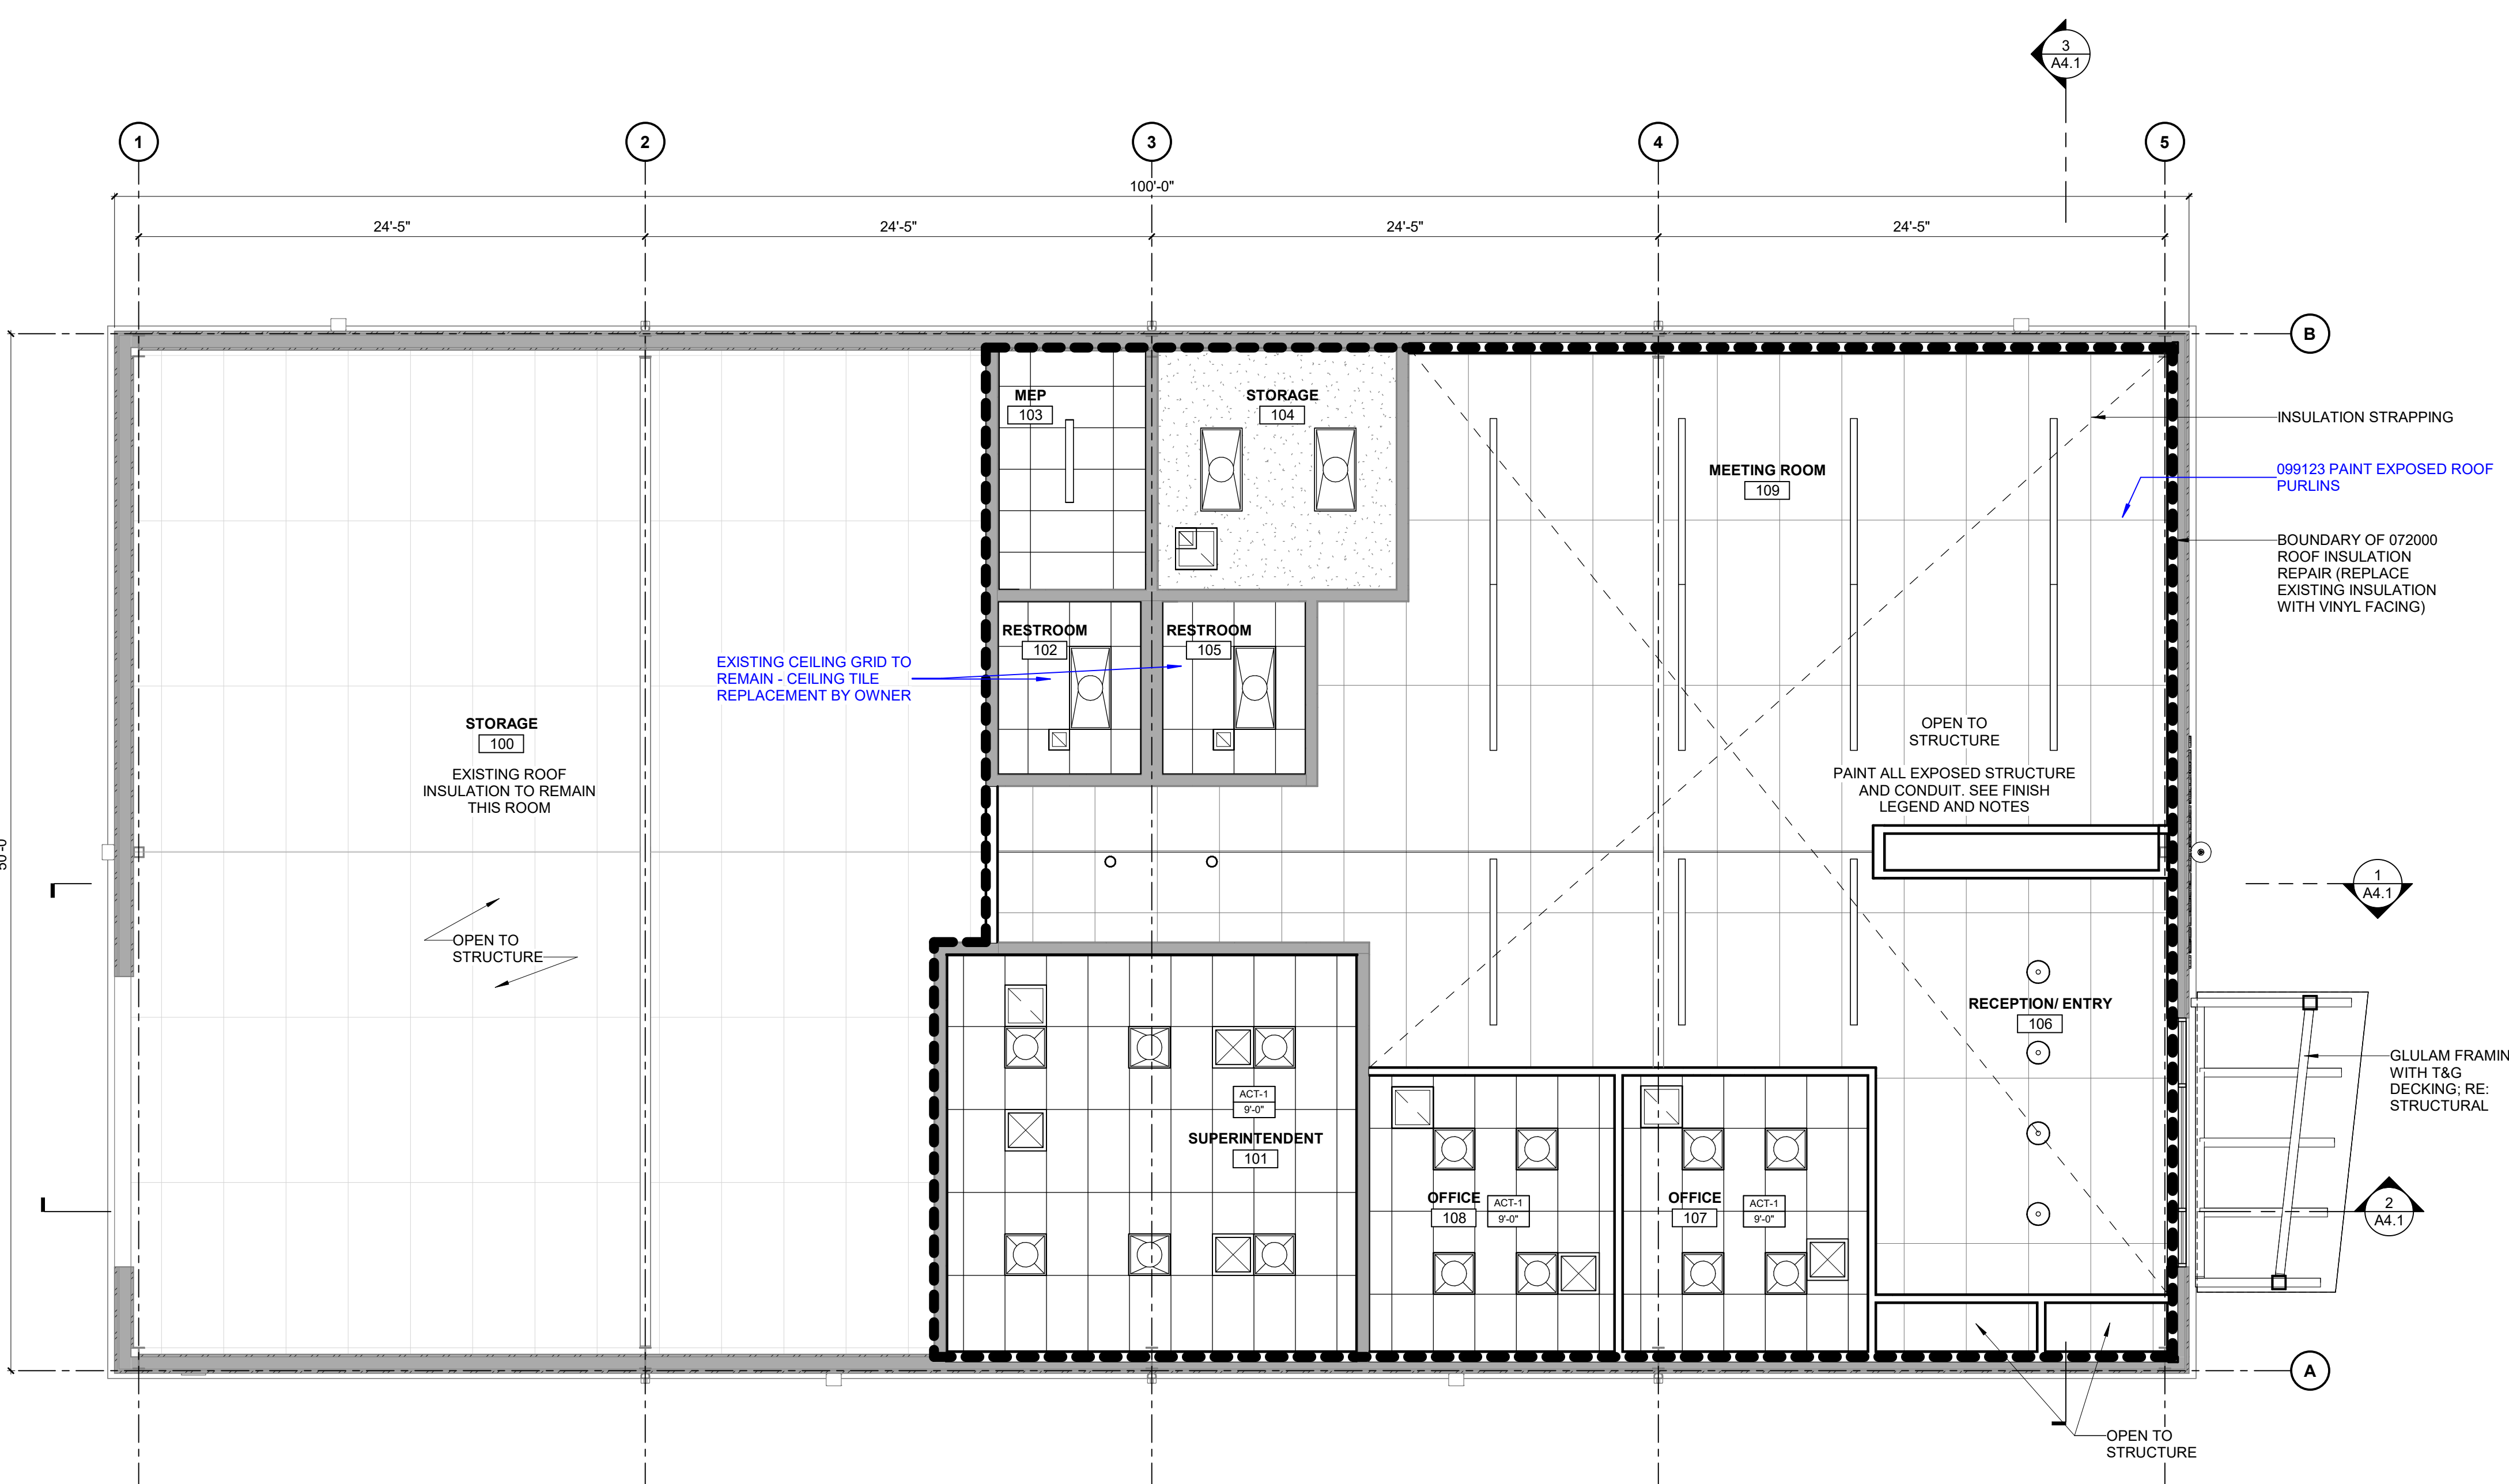 3
A4.1
1
2
3
4
5
100'-0"
24'-5"
24'-5"
24'-5"
24'-5"
B
MEP
103
STORAGE
104
INSULATION STRAPPING
MEETING ROOM
109
099123 PAINT EXPOSED ROOF
PURLINS
BOUNDARY OF 072000
ROOF INSULATION
REPAIR (REPLACE
EXISTING INSULATION
WITH VINYL FACING)
RESTROOM
102
RESTROOM
105
EXISTING CEILING GRID TO
REMAIN - CEILING TILE
REPLACEMENT BY OWNER
STORAGE
100
EXISTING ROOF
INSULATION TO REMAIN
THIS ROOM
OPEN TO
STRUCTURE
PAINT ALL EXPOSED STRUCTURE
AND CONDUIT. SEE FINISH
LEGEND AND NOTES
1
A4.1
OPEN TO
STRUCTURE
RECEPTION/ ENTRY
106
GLULAM FRAMIN
WITH T&G
DECKING; RE:
STRUCTURAL
ACT-1
9'-0"
SUPERINTENDENT
101
OFFICE
108
ACT-1
9'-0"
OFFICE
107
ACT-1
9'-0"
2
A4.1
A
OPEN TO
STRUCTURE